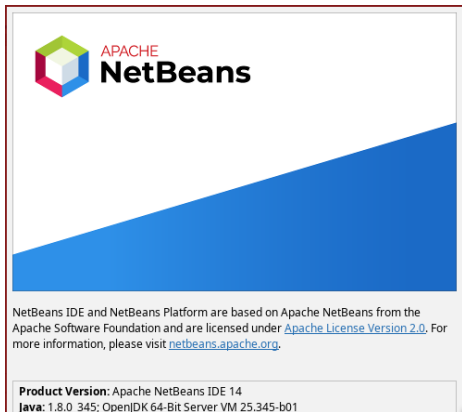 APACHE
NetBeans
NetBeans IDE and NetBeans Platform are based on Apache NetBeans from the
Apache Software Foundation and are licensed under Apache License Version 2.0. For
more information, please visit netbeans.apache.org.
Product Version: Apache NetBeans IDE 14
Java: 1.8.0_345; OpenJDK 64-Bit Server VM 25.345-b01